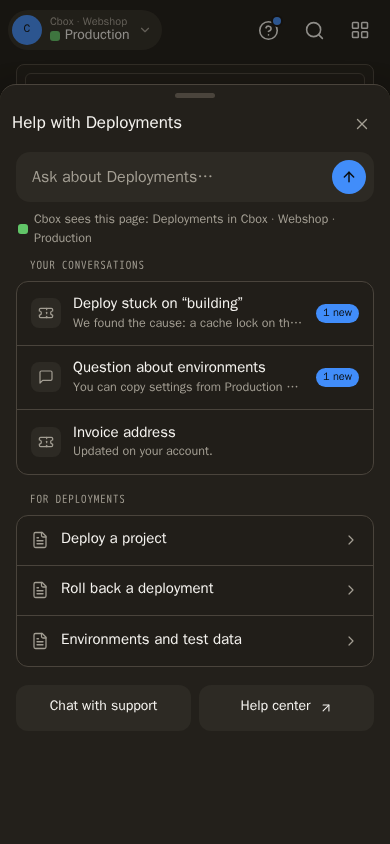 C
Cbox · Webshop
Production
Help with Deployments
Ask about Deployments···
Cbox sees this page: Deployments in Cbox · Webshop ·
Production
YOUR CONVERSATIONS
Deploy stuck on “building”
We found the cause: a cache lock on th···
1 new
Question about environments
You can copy settings from Production ···
1 new
Invoice address
Updated on your account.
FOR DEPLOYMENTS
Deploy a project
Roll back a deployment
Environments and test data
Chat with support
Help center